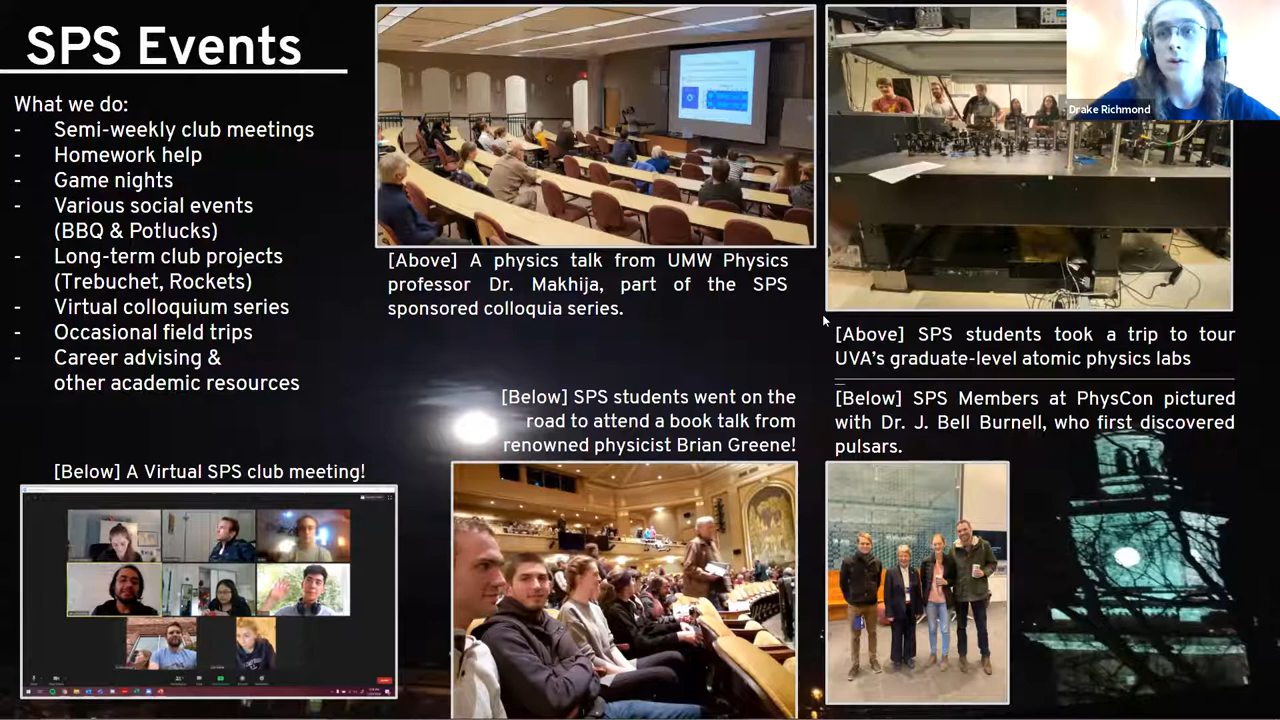 SPS Events
What we do:
- Semi-weekly club meetings
- Homework help
- Game nights
- Various social events
(BBQ & Potlucks)
- Long-term club projects
(Trebuchet, Rockets)
- Virtual colloquium series
- Occasional field trips
- Career advising &
other academic resources
[Below] A Virtual SPS club meeting!
[Above] A physics talk from UMW Physics
professor Dr. Makhija, part of the SPS
sponsored colloquia series.
[Below] SPS students went on the
road to attend a book talk from
renowned physicist Brian Greene!
Drake Richmond
[Above] SPS students took a trip to tour
UVA's graduate-level atomic physics labs
[Below] SPS Members at PhysCon pictured
with Dr. J. Bell Burnell, who first discovered
pulsars.